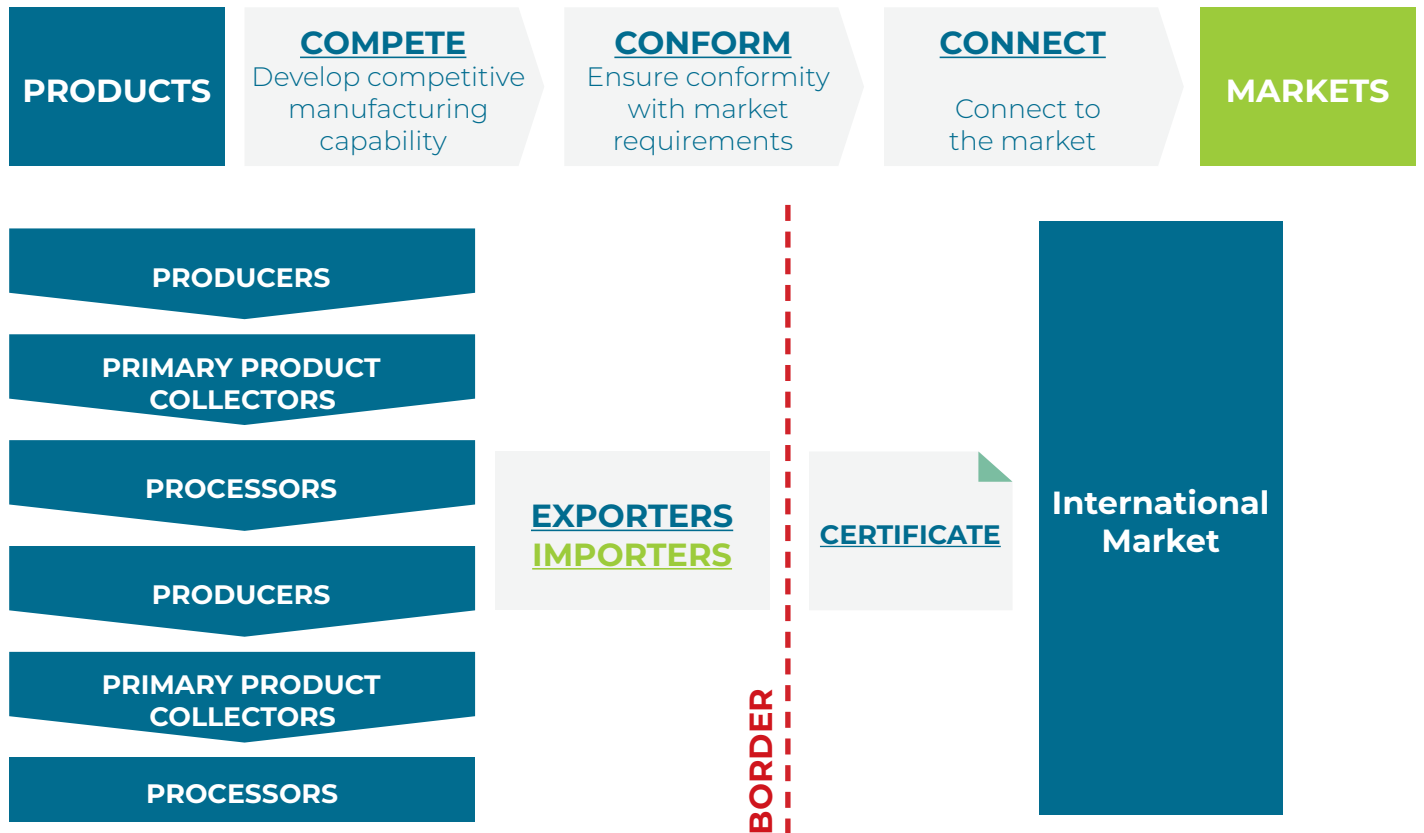 PRODUCTS
COMPETE
Develop competitive
manufacturing
capability
CONFORM
Ensure conformity
with market
requirements
CONNECT
Connect to
the market
MARKETS
PRODUCERS
PRIMARY PRODUCT
COLLECTORS
PROCESSORS
PRODUCERS
PRIMARY PRODUCT
COLLECTORS
PROCESSORS
EXPORTERS
IMPORTERS
BORDER
CERTIFICATE
International
Market